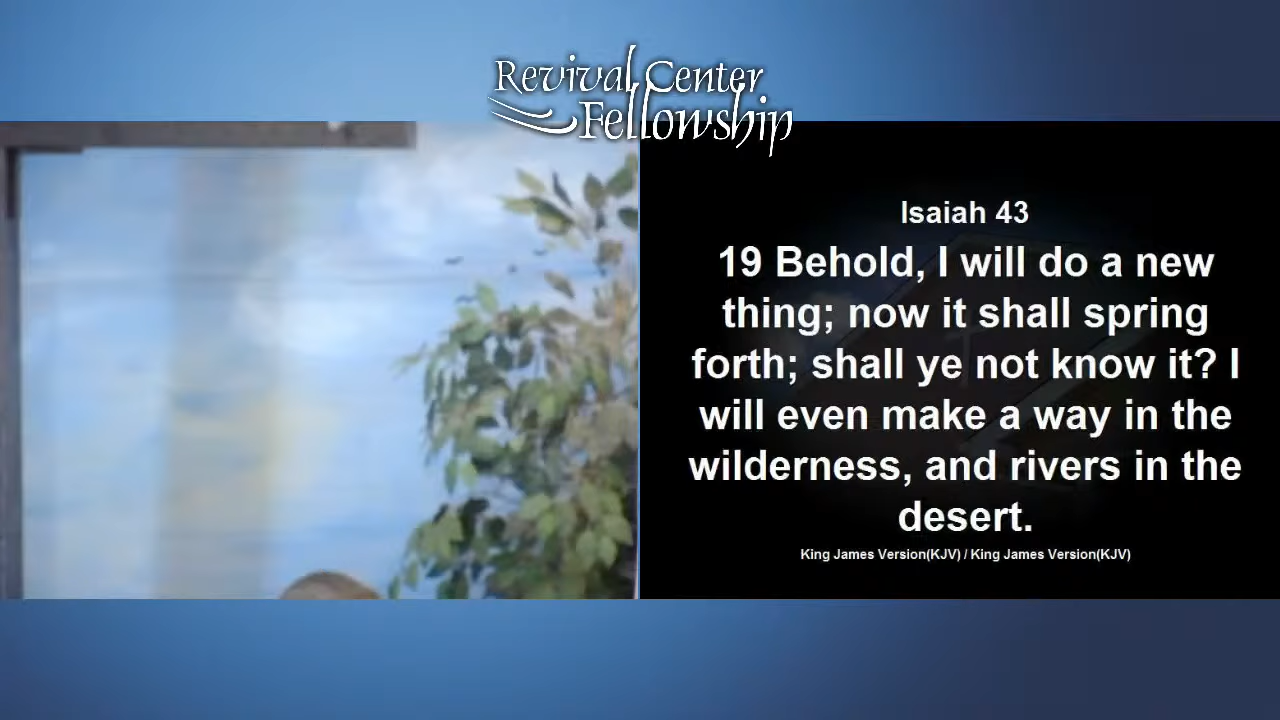 Revival Center
Fellowship
Isaiah 43
19 Behold, I will do a new
thing; now it shall spring
forth; shall ye not know it? I
will even make a way in the
wilderness, and rivers in the
desert.
King James Version(KJV) / King James Version(KJV)